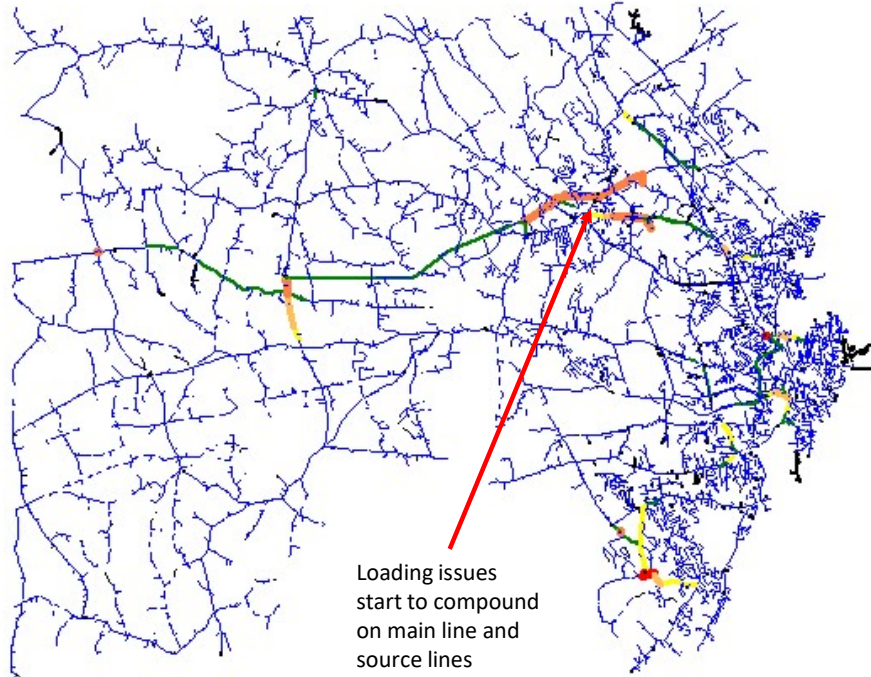 Loading issues
start to compound
on main line and
source lines